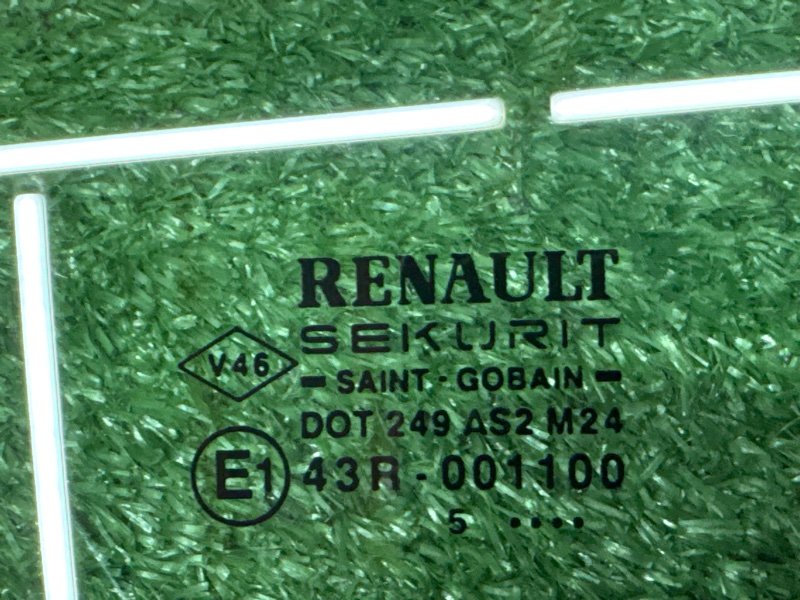 RENAULT
SEKURIT
V46
- SAINT-GOBAIN -
DOT 249 AS2 M24
E1 43R-001100
5 ....